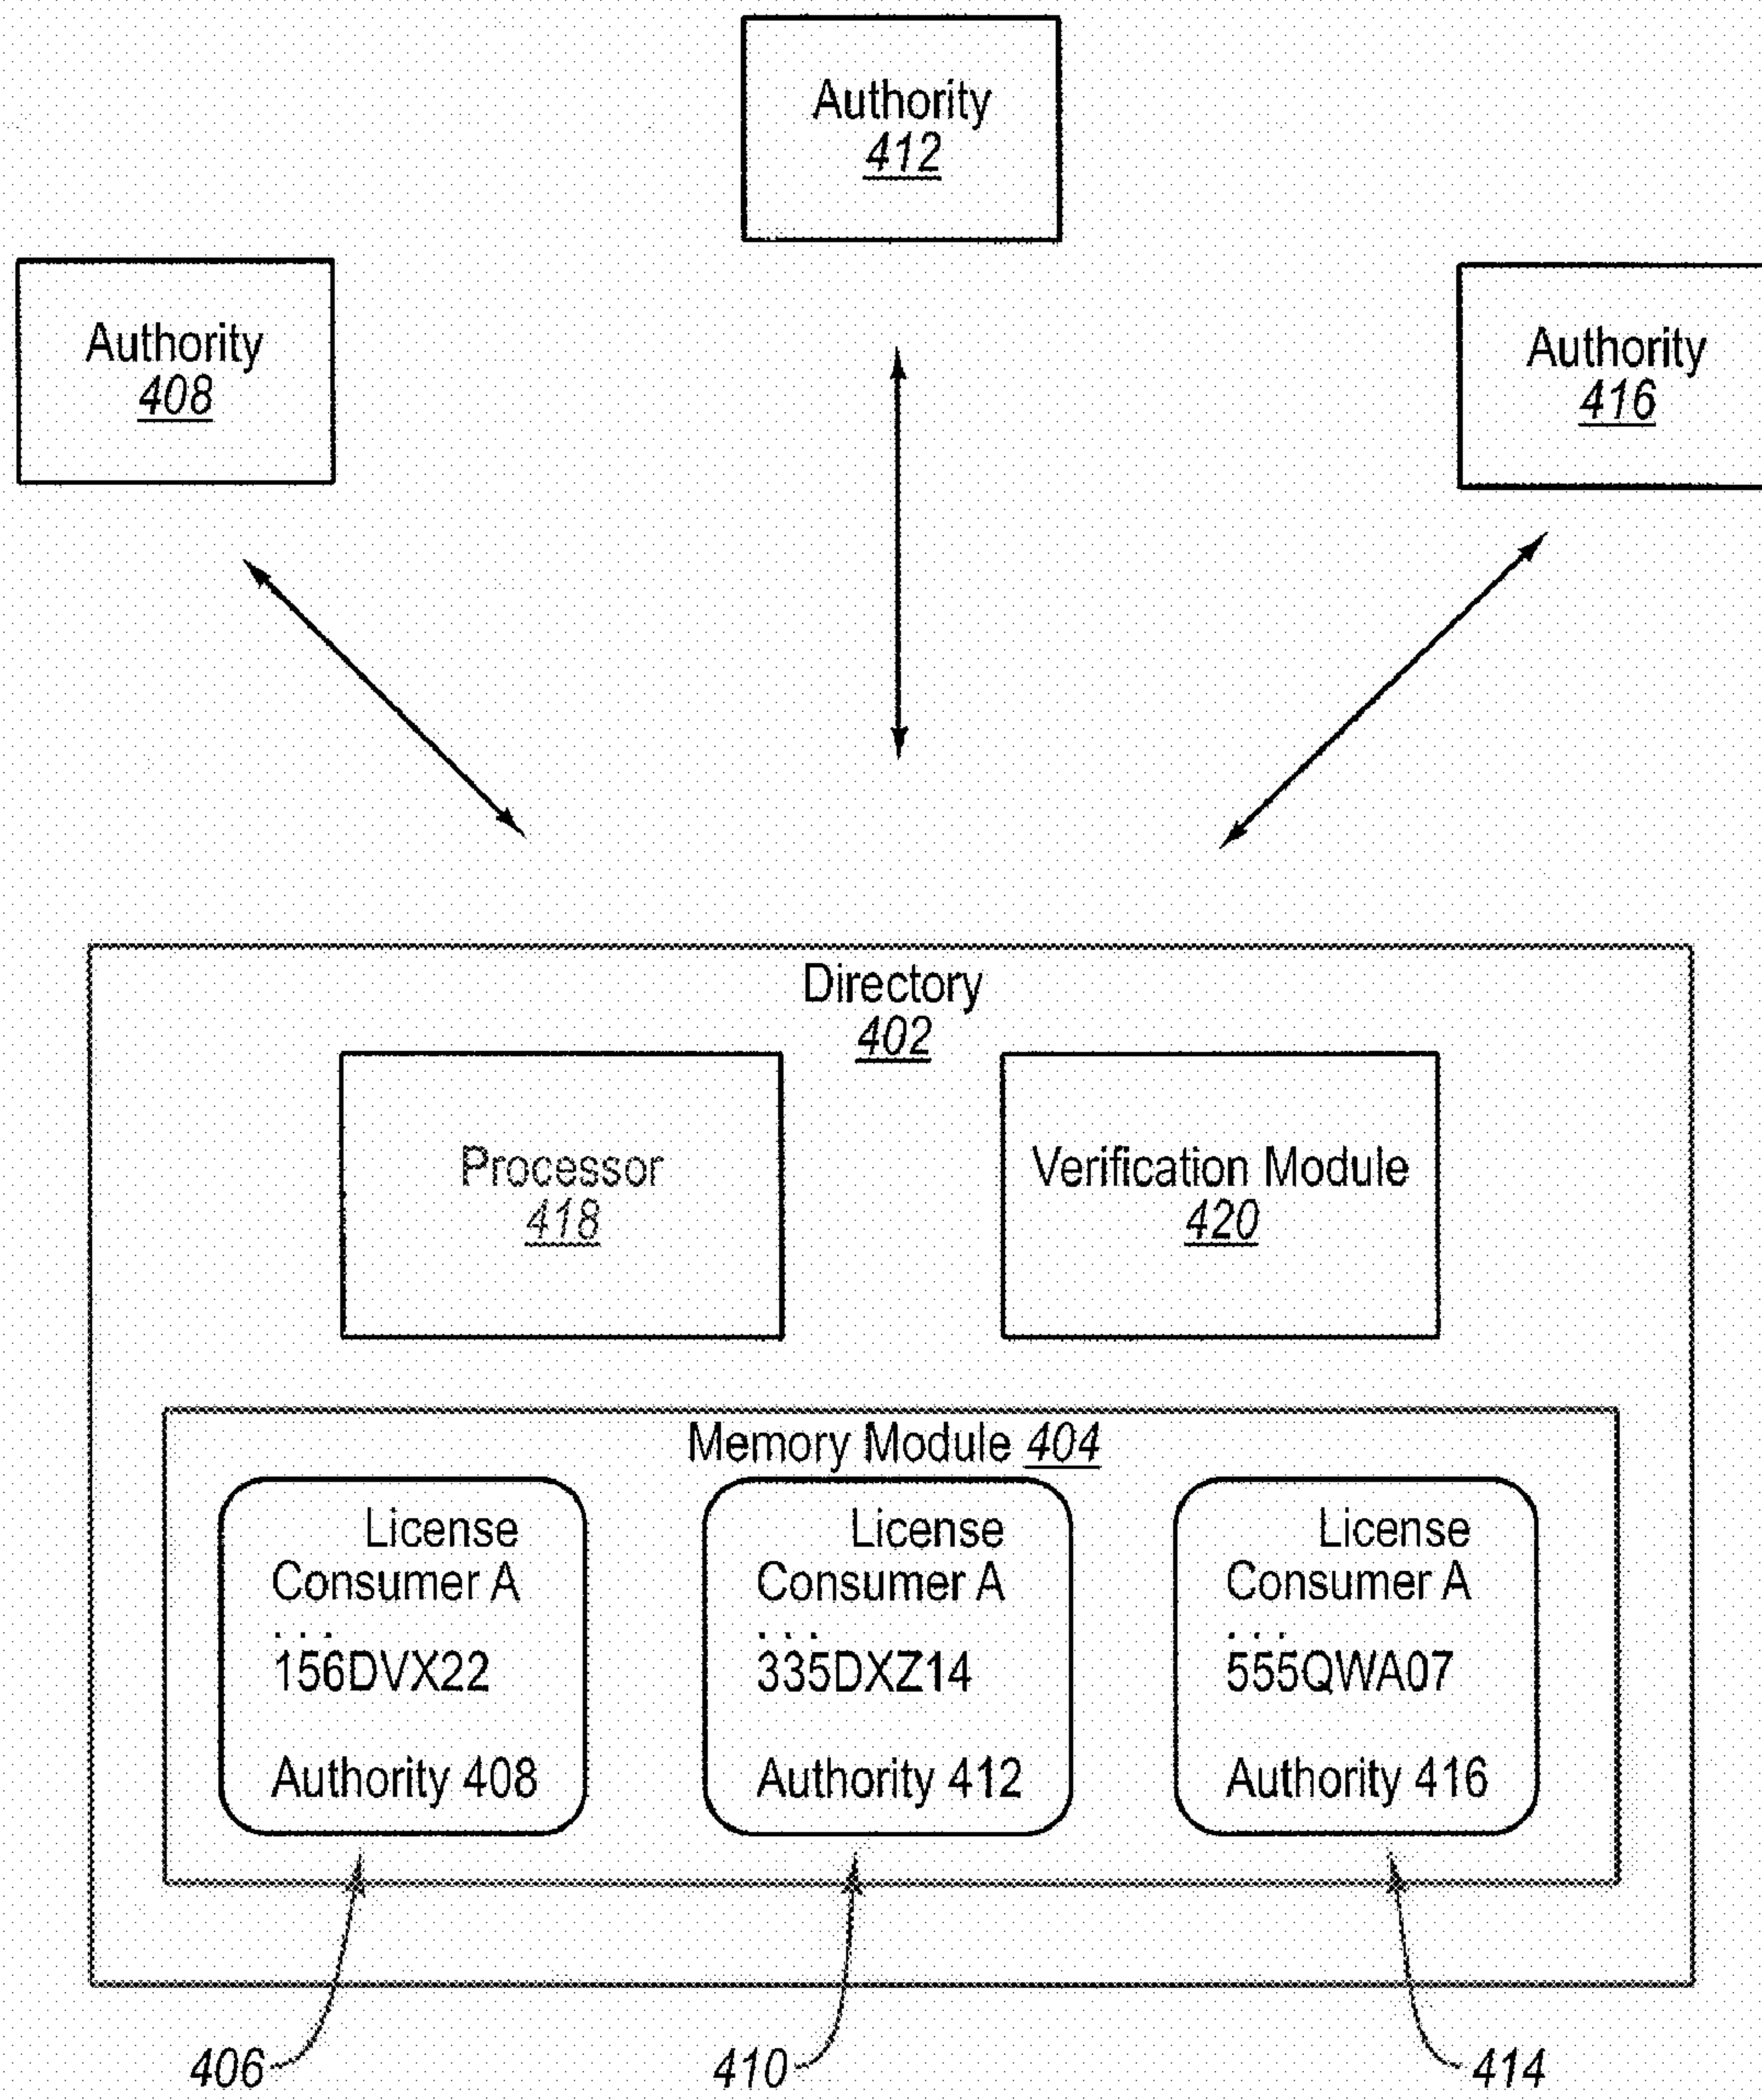 Authority
412
Authority
408
Authority
416
Directory
402
Processor
418
Verification Module
420
Memory Module 404
License
Consumer A
...
156DVX22
Authority 408
License
Consumer A
...
335DXZ14
Authority 412
License
Consumer A
...
555QWA07
Authority 416
406
410
414